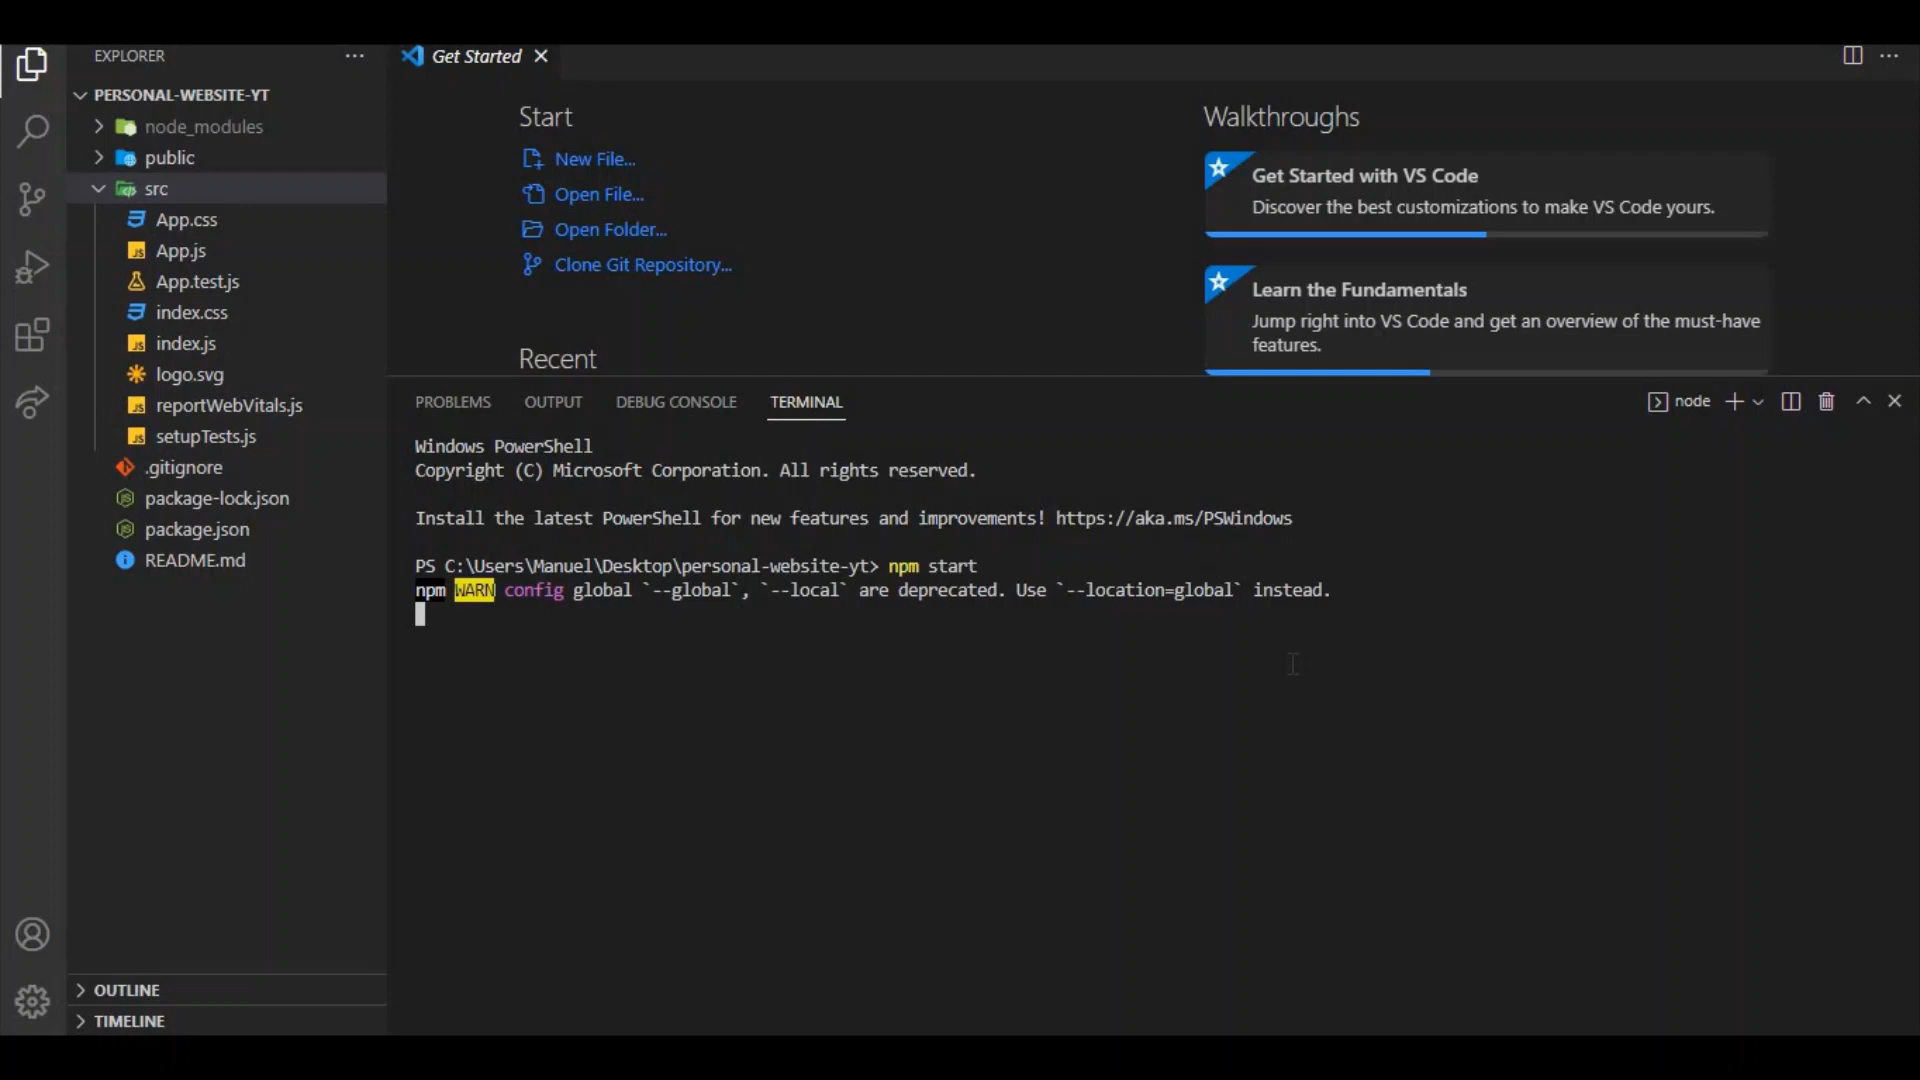 EXPLORER
PERSONAL-WEBSITE-YT
node_modules
public
src
App.css
App.js
App.test.js
index.css
index.js
logo.svg
reportWebVitals.js
setupTests.js
.gitignore
package-lock.json
package.json
README.md
OUTLINE
TIMELINE
Get Started
Start
New File...
Open File...
Open Folder...
Clone Git Repository...
Recent
Walkthroughs
Get Started with VS Code
Discover the best customizations to make VS Code yours.
Learn the Fundamentals
Jump right into VS Code and get an overview of the must-have
features.
PROBLEMS OUTPUT DEBUG CONSOLE TERMINAL
node
Windows PowerShell
Copyright (C) Microsoft Corporation. All rights reserved.
Install the latest PowerShell for new features and improvements! https://aka.ms/PSWindows
PS C:\Users\Manuel\Desktop\personal-website-yt> npm start
npm WARN config global `--global`, `--local` are deprecated. Use `--location=global` instead.